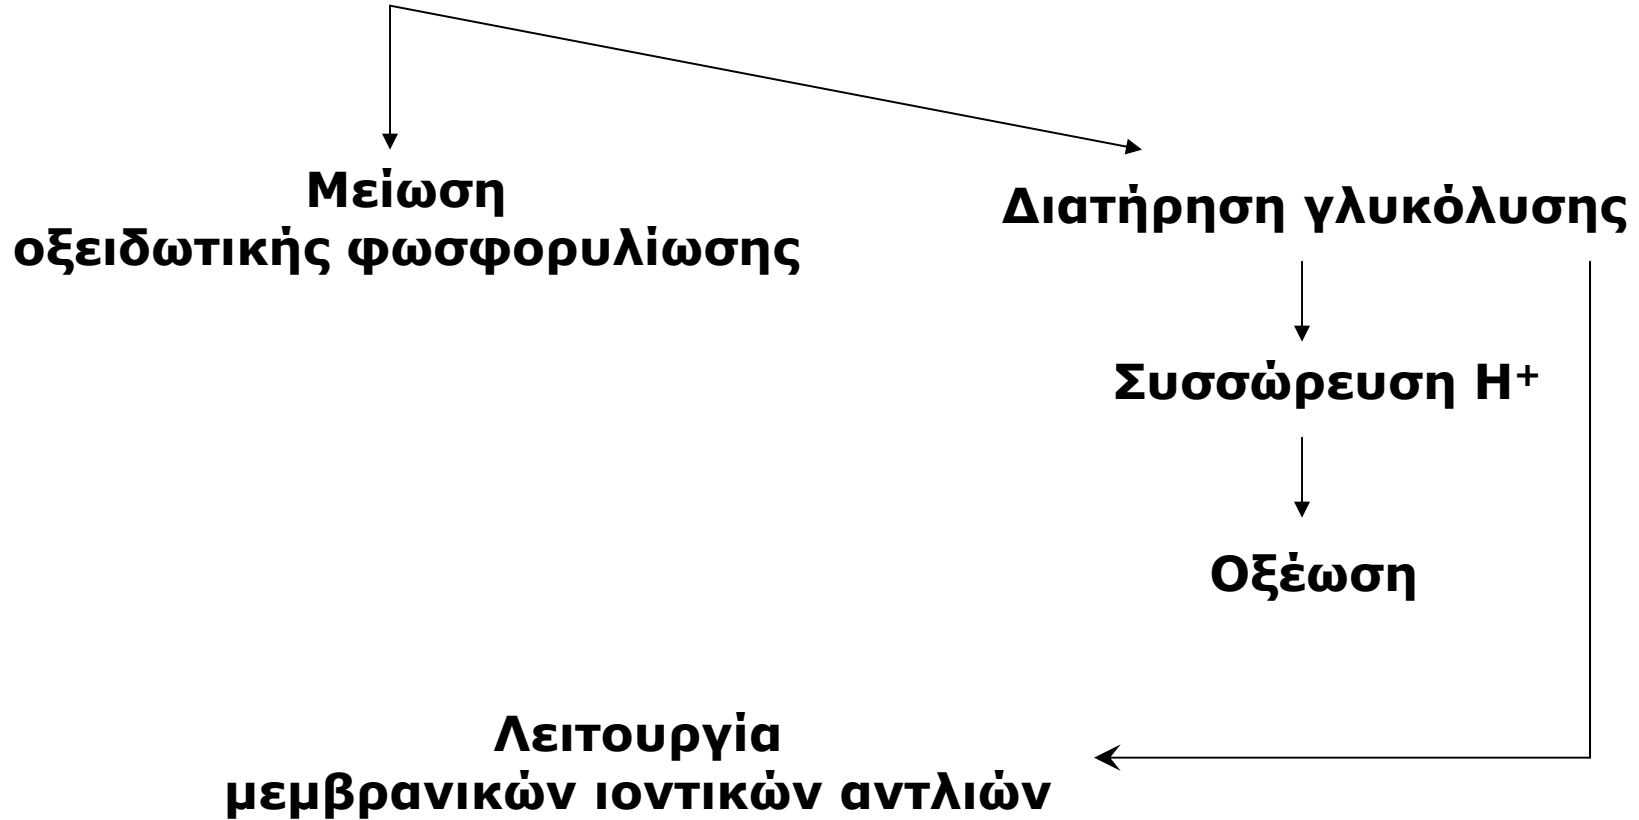 Μείωση
οξειδωτικής φωσφορυλίωσης
Διατήρηση γλυκόλυσης
Συσσώρευση Η⁺
Οξέωση
Λειτουργία
μεμβρανικών ιοντικών αντλιών